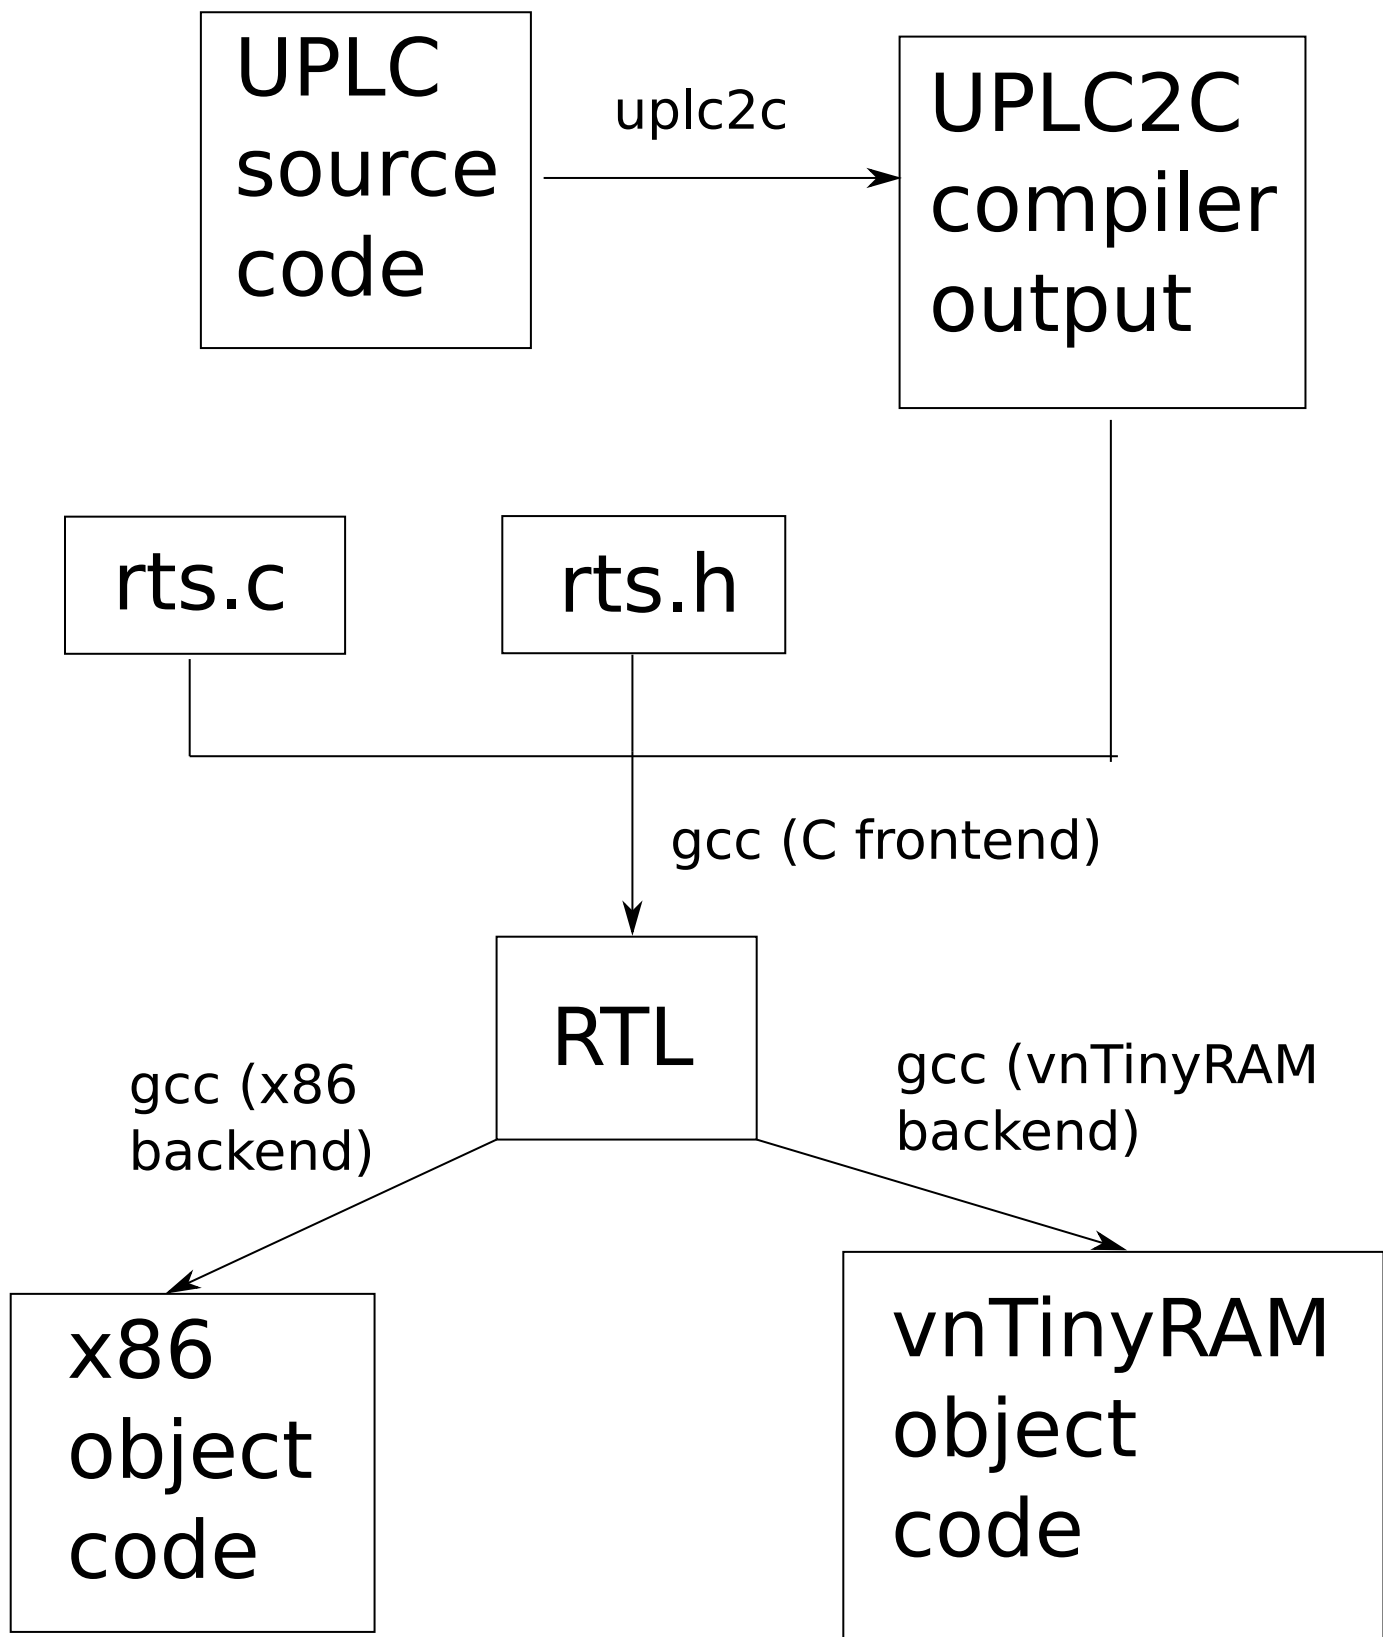 UPLC
source
code
uplc2c
UPLC2C
compiler
output
rts.c
rts.h
gcc (C frontend)
RTL
gcc (x86
backend)
gcc (vnTinyRAM
backend)
x86
object
code
vnTinyRAM
object
code